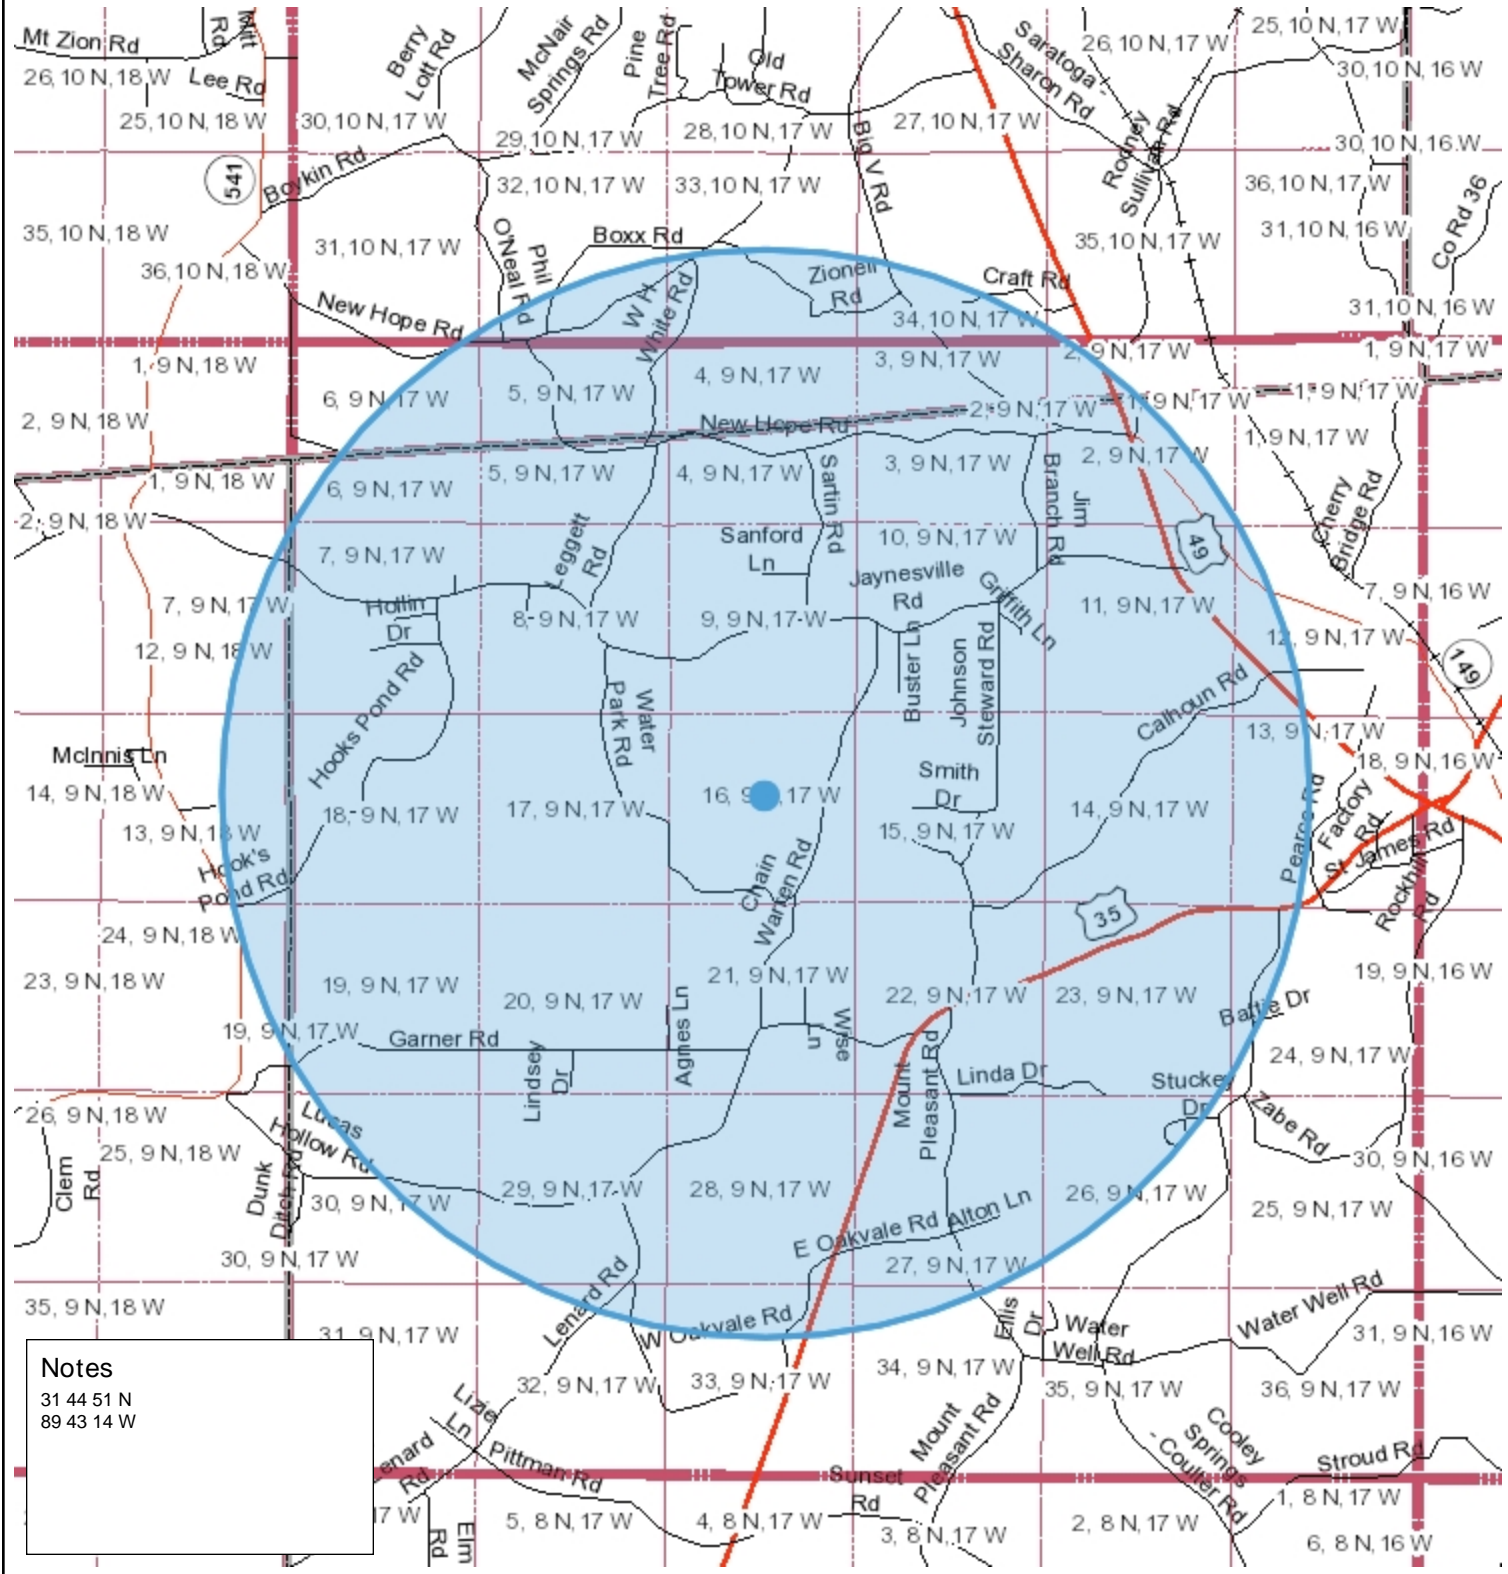 25, 10 N, 17 W
Mt Zion Rd
Rd
Mitt
Berry
Lott Rd
McNair
Springs Rd
Pine
Tree Rd
Old
Tower Rd
Saratoga -
Sharon Rd
26, 10 N, 17 W
26, 10 N, 18 W
Lee Rd
30, 10 N, 16 W
25, 10 N, 18 W
30, 10 N, 17 W
29, 10 N, 17 W
28, 10 N, 17 W
27, 10 N, 17 W
Big V Rd
Rodney
Sullivan Rd
30, 10 N, 16 W
541
Boykin Rd
32, 10 N, 17 W
33, 10 N, 17 W
36, 10 N, 17 W
35, 10 N, 18 W
31, 10 N, 17 W
O'Neal Rd
Phil
Boxx Rd
35, 10 N, 17 W
31, 10 N, 16 W
Co Rd 36
36, 10 N, 18 W
Zionell
Rd
Craft Rd
New Hope Rd
W H
White Rd
34, 10 N, 17 W
31, 10 N, 16 W
1, 9 N, 18 W
3, 9 N, 17 W
2, 9 N, 17 W
1, 9 N, 17 W
6, 9 N, 17 W
5, 9 N, 17 W
4, 9 N, 17 W
1, 9 N, 17 W
2, 9 N, 18 W
New Hope Rd
2, 9 N, 17 W
1, 9 N, 17 W
1, 9 N, 17 W
1, 9 N, 18 W
6, 9 N, 17 W
5, 9 N, 17 W
4, 9 N, 17 W
Sartin Rd
3, 9 N, 17 W
Jim
Branch Rd
2, 9 N, 17 W
2, 9 N, 18 W
Cherry
Bridge Rd
7, 9 N, 17 W
Leggett
Rd
Sanford
Ln
10, 9 N, 17 W
49
Jaynesville
Rd
Griffith Ln
7, 9 N, 17 W
Hollin
Dr
8, 9 N, 17 W
9, 9 N, 17 W
11, 9 N, 17 W
7, 9 N, 16 W
12, 9 N, 18 W
12, 9 N, 17 W
149
Hooks Pond Rd
Water
Park Rd
Buster Ln
Johnson
Steward Rd
Calhoun Rd
McInnis Ln
13, 9 N, 17 W
18, 9 N, 16 W
14, 9 N, 18 W
18, 9 N, 17 W
17, 9 N, 17 W
16, 9 , 17 W
Smith
Dr
14, 9 N, 17 W
Pearce Rd
Factory
Rd
13, 9 N, 18 W
15, 9 N, 17 W
St James Rd
Hook's
Pond Rd
Chain
Warren Rd
35
Rockhill
Rd
24, 9 N, 18 W
23, 9 N, 18 W
19, 9 N, 17 W
20, 9 N, 17 W
21, 9 N, 17 W
22, 9 N, 17 W
23, 9 N, 17 W
19, 9 N, 16 W
19, 9 N, 17 W
Garner Rd
Lindsey
Dr
Agnes Ln
Wise
Ln
Mount
Pleasant Rd
24, 9 N, 17 W
Linda Dr
Stuckey
Dr
26, 9 N, 18 W
Lucas
Hollow Rd
Zabe Rd
25, 9 N, 18 W
30, 9 N, 16 W
Clem
Rd
Dunk
Ditch Rd
30, 9 N, 17 W
29, 9 N, 17 W
28, 9 N, 17 W
26, 9 N, 17 W
25, 9 N, 17 W
E Oakvale Rd
Alton Ln
30, 9 N, 17 W
27, 9 N, 17 W
35, 9 N, 18 W
Lenard Rd
W Oakvale Rd
Ellis
Dr
Water
Well Rd
Water Well Rd
31, 9 N, 17 W
31, 9 N, 16 W
Notes
31 44 51 N
89 43 14 W
32, 9 N, 17 W
33, 9 N, 17 W
34, 9 N, 17 W
35, 9 N, 17 W
36, 9 N, 17 W
Lizie
Ln
Mount
Pleasant Rd
Cooley
Springs
- Coulter Rd
enard
Rd
Pittman Rd
Sunset
Rd
Stroud Rd
17 W
Elm
Rd
5, 8 N, 17 W
4, 8 N, 17 W
3, 8 N, 17 W
2, 8 N, 17 W
1, 8 N, 17 W
6, 8 N, 16 W